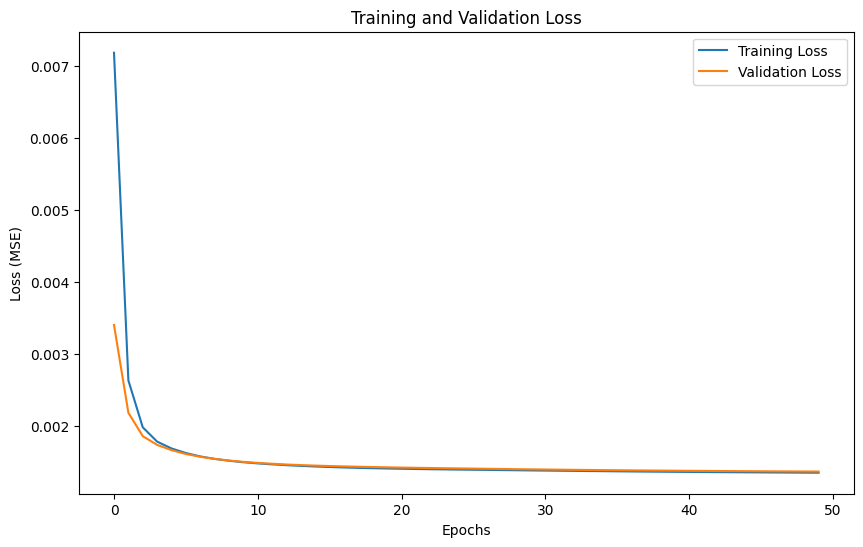 Training and Validation Loss
Training Loss
Validation Loss
Loss (MSE)
0.007
0.006
0.005
0.004
0.003
0.002
0 10 20 30 40 50
Epochs